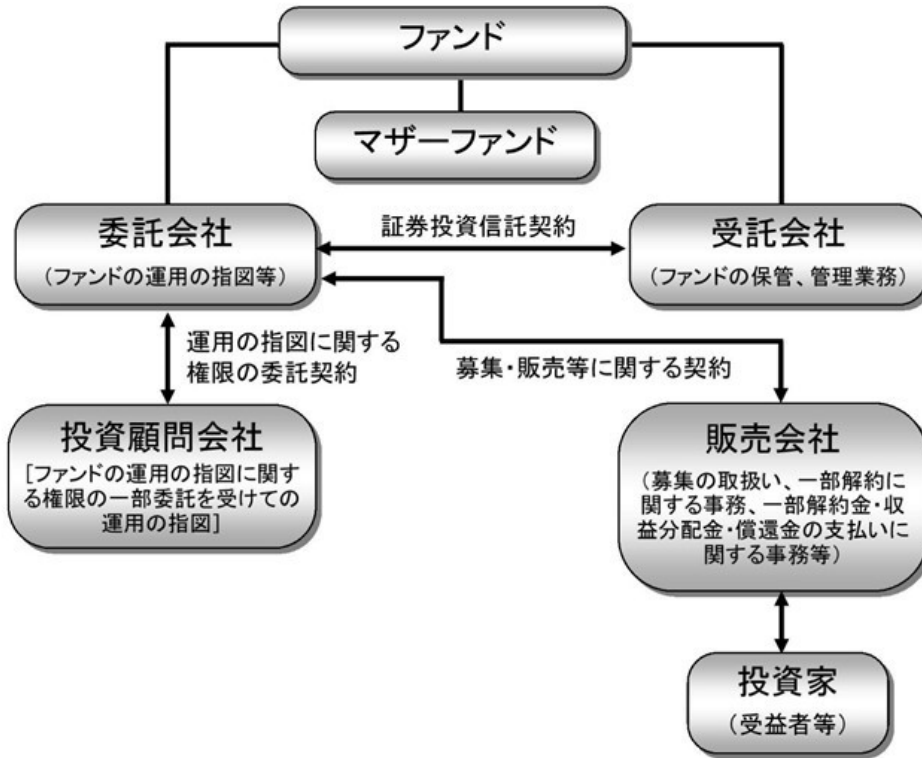 ファンド
マザーファンド
委託会社
（ファンドの運用の指図等）
証券投資信託契約
受託会社
（ファンドの保管、管理業務）
運用の指図に関する
権限の委託契約
募集・販売等に関する契約
投資顧問会社
［ファンドの運用の指図に関す
る権限の一部委託を受けての
運用の指図］
販売会社
（募集の取扱い、一部解約に
関する事務、一部解約金・収
益分配金・償還金の支払いに
関する事務等）
投資家
（受益者等）